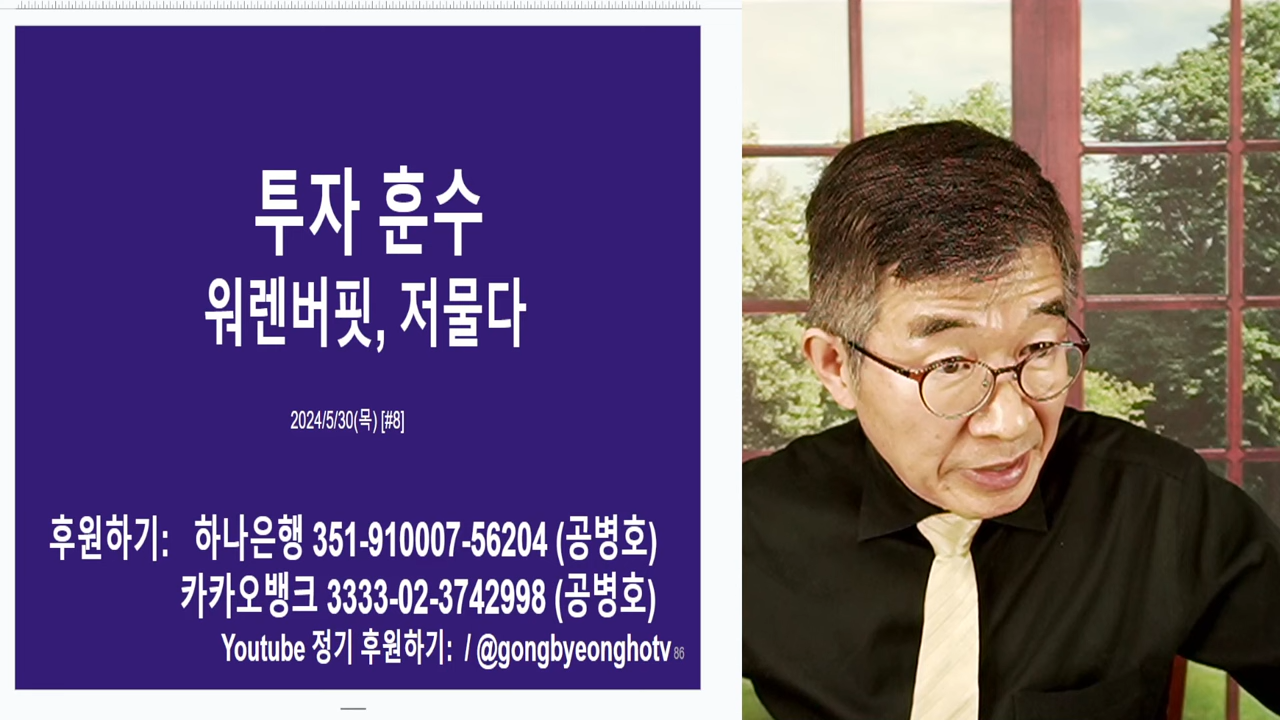 투자 훈수
워렌버핏, 저물다
2024/5/30(목) [#8]
후원하기: 하나은행 351-910007-56204 (공병호)
카카오뱅크 3333-02-3742998 (공병호)
Youtube 정기 후원하기: / @gongbyeonghotv
86